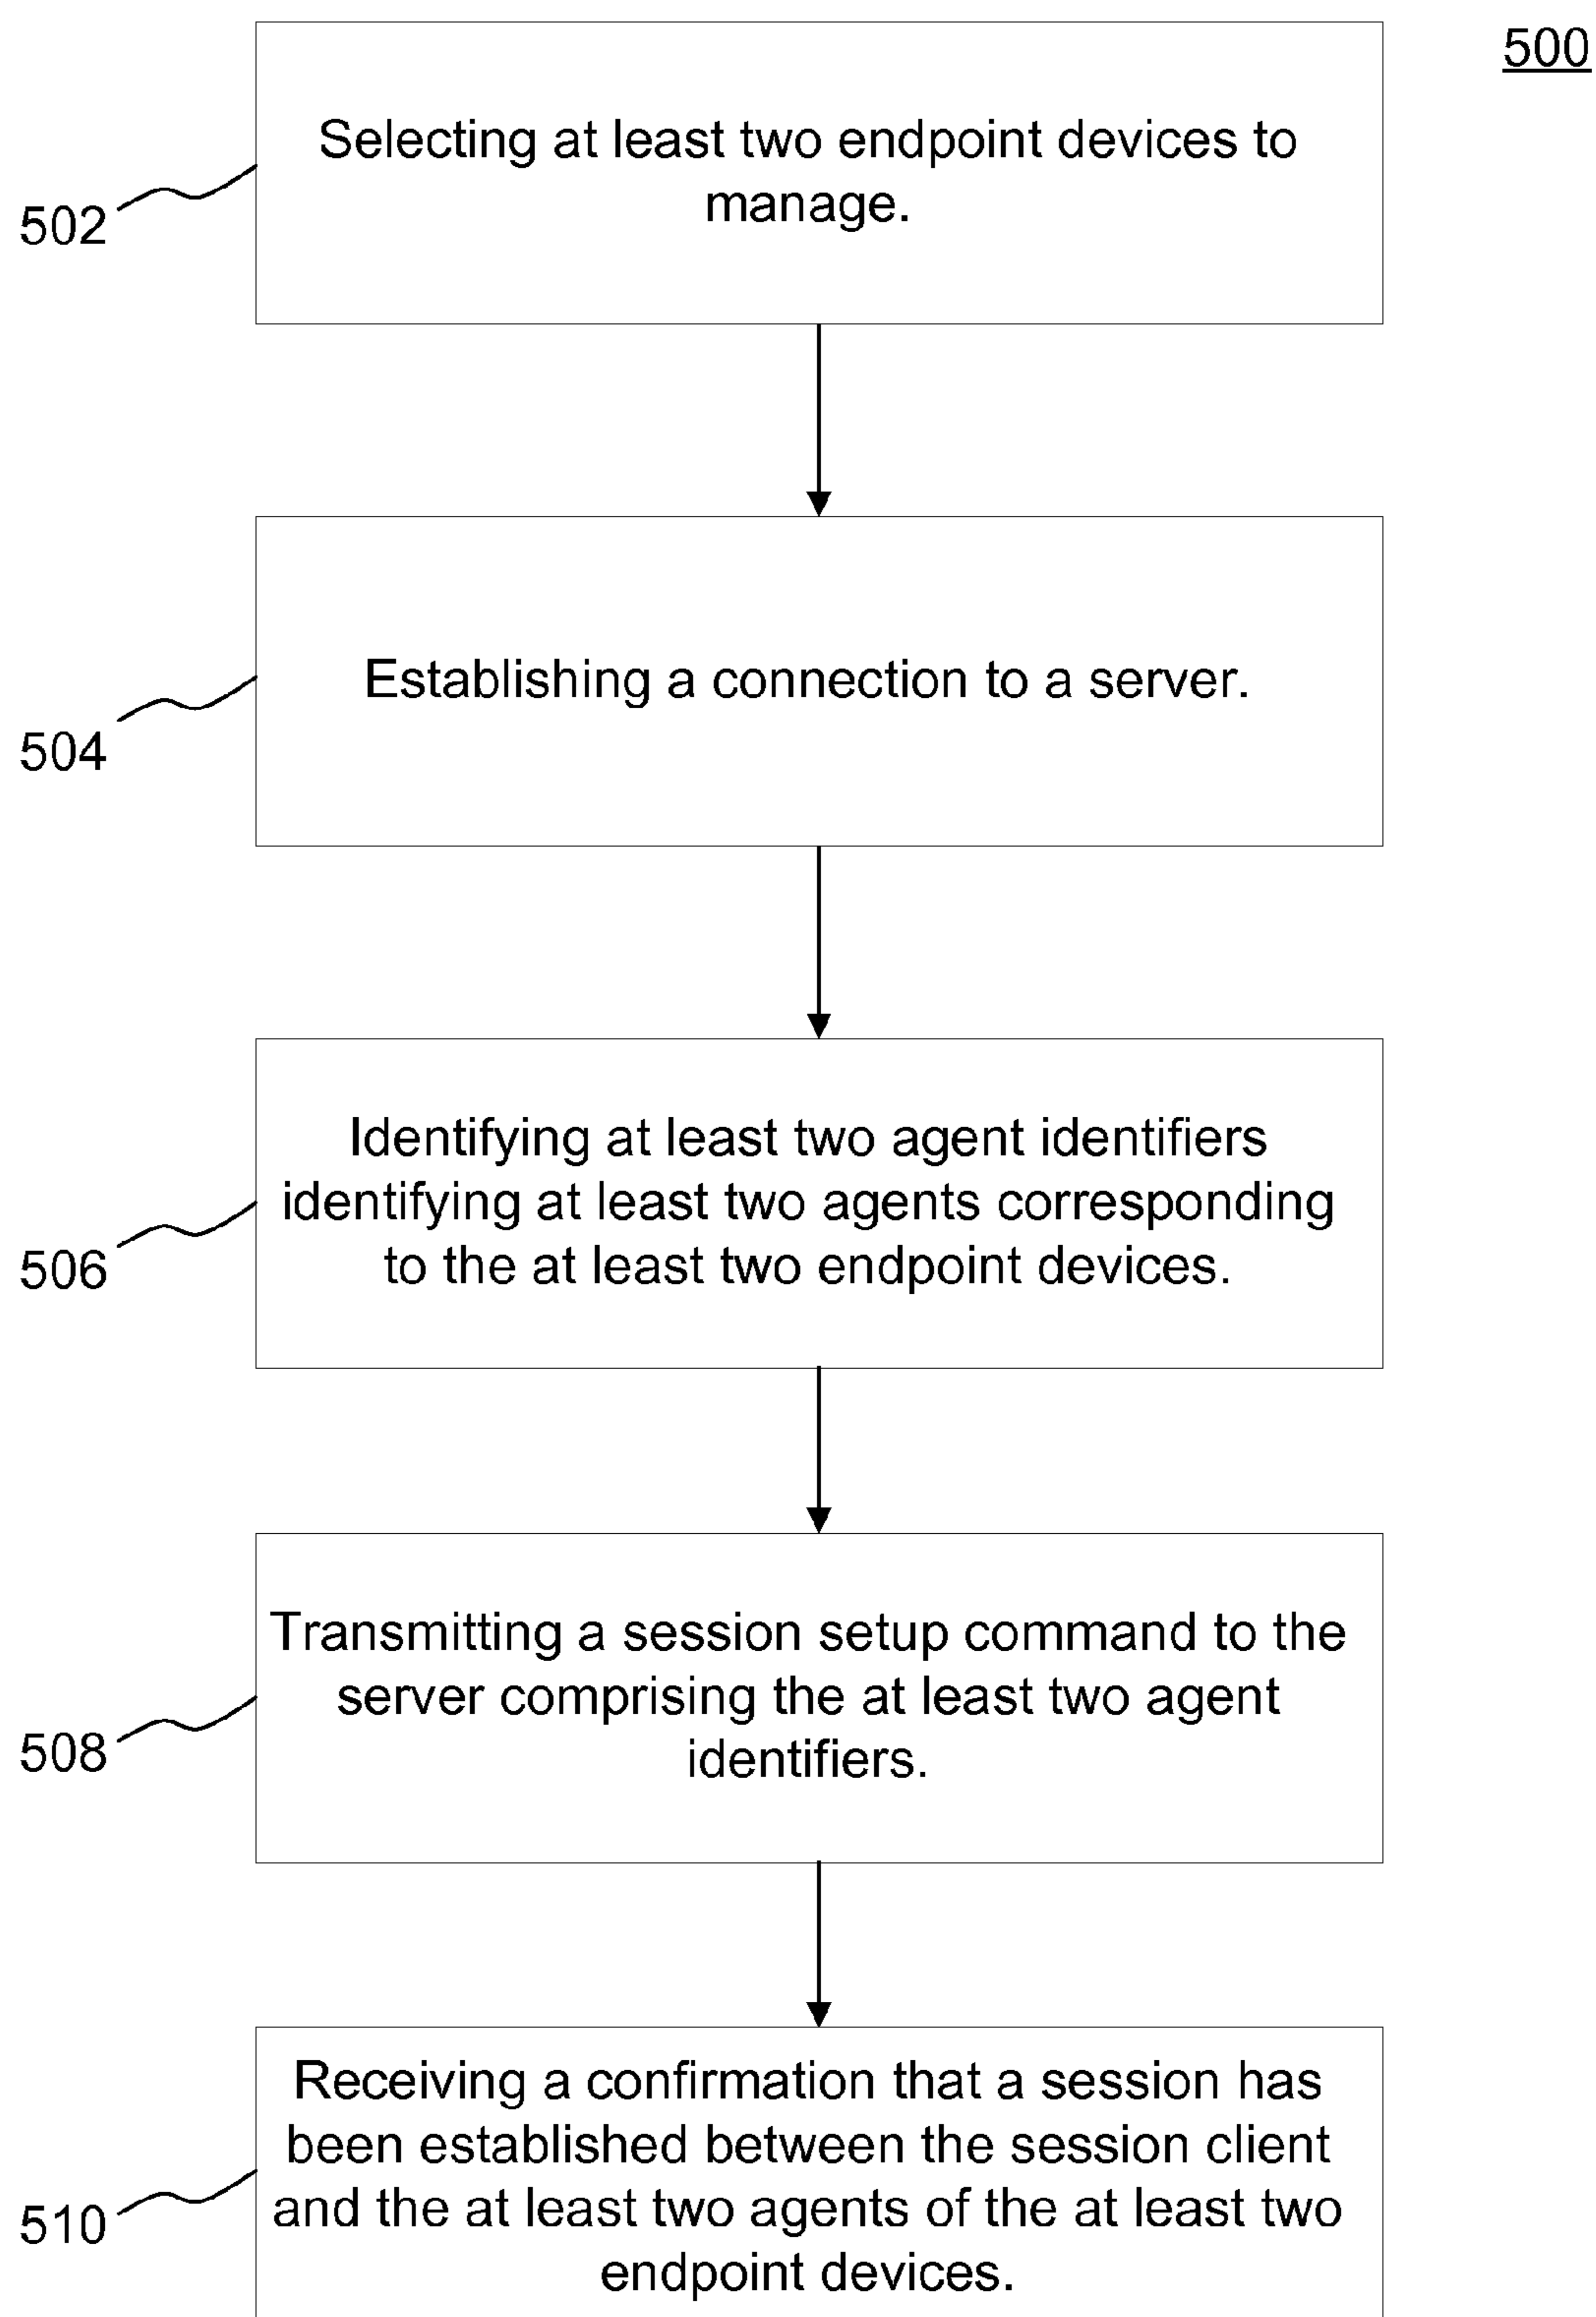 500
Selecting at least two endpoint devices to
manage.
502
Establishing a connection to a server.
504
Identifying at least two agent identifiers
identifying at least two agents corresponding
to the at least two endpoint devices.
506
Transmitting a session setup command to the
server comprising the at least two agent
identifiers.
508
Receiving a confirmation that a session has
been established between the session client
and the at least two agents of the at least two
endpoint devices.
510